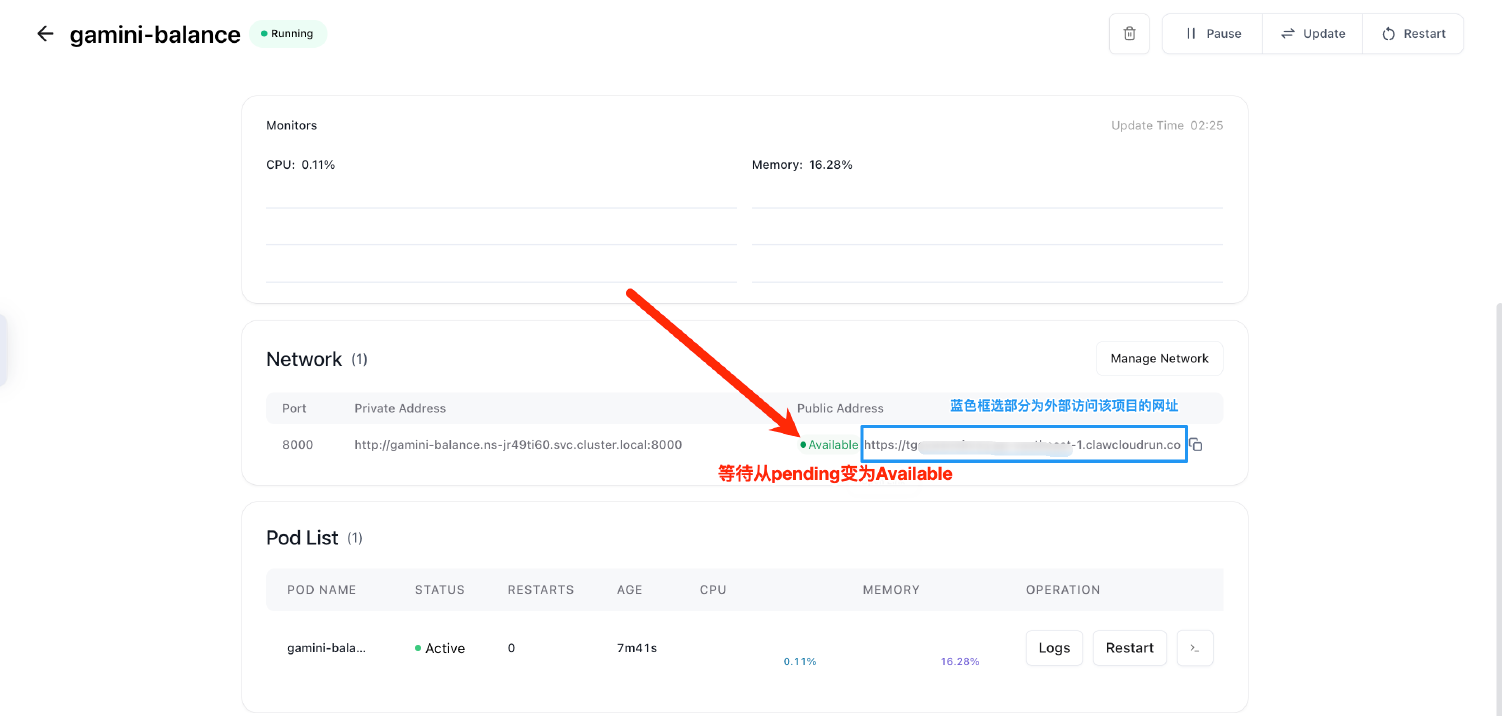 gamini-balance Running Pause Update Restart
Monitors Update Time 02:25
CPU: 0.11% Memory: 16.28%
Network (1) Manage Network
Port Private Address Public Address 蓝色框选部分为外部访问该项目的网址
8000 http://gamini-balance.ns-jr49ti60.svc.cluster.local:8000 Available https://tg -1.clawcloudrun.co
等待从pending变为Available
Pod List (1)
POD NAME STATUS RESTARTS AGE CPU MEMORY OPERATION
gamini-bala... Active 0 7m41s Logs Restart >_
0.11% 16.28%